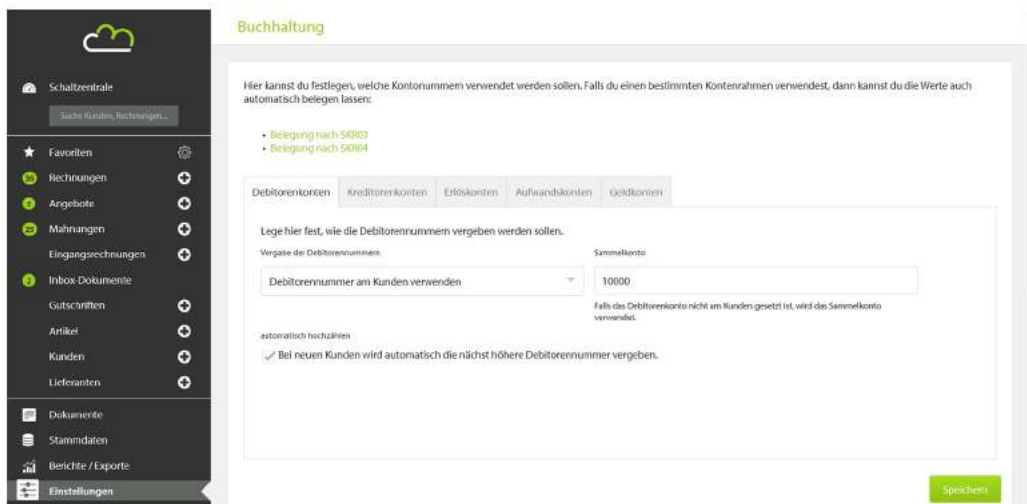 Buchhaltung
Schaltzentrale
Suche Kunden, Rechnungen...
Favoriten
36 Rechnungen
5 Angebote
25 Mahnungen
Eingangsrechnungen
Inbox-Dokumente
Gutschriften
Artikel
Kunden
Lieferanten
Dokumente
Stammdaten
Berichte / Exporte
Einstellungen
Hier kannst du festlegen, welche Kontonummern verwendet werden sollen. Falls du einen bestimmten Kontenrahmen verwendest, dann kannst du die Werte auch
automatisch belegen lassen:
• Belegung nach SKR03
• Belegung nach SKR04
Debitorenkonten Kreditorenkonten Erlöskonten Aufwandskonten Geldkonten
Lege hier fest, wie die Debitorennummern vergeben werden sollen.
Vergabe der Debitorennummern Sammelkonto
Debitorennummer am Kunden verwenden 10000
Falls das Debitorenkonto nicht am Kunden gesetzt ist, wird das Sammelkonto
verwendet.
automatisch hochzählen
Bei neuen Kunden wird automatisch die nächst höhere Debitorennummer vergeben.
Speichern